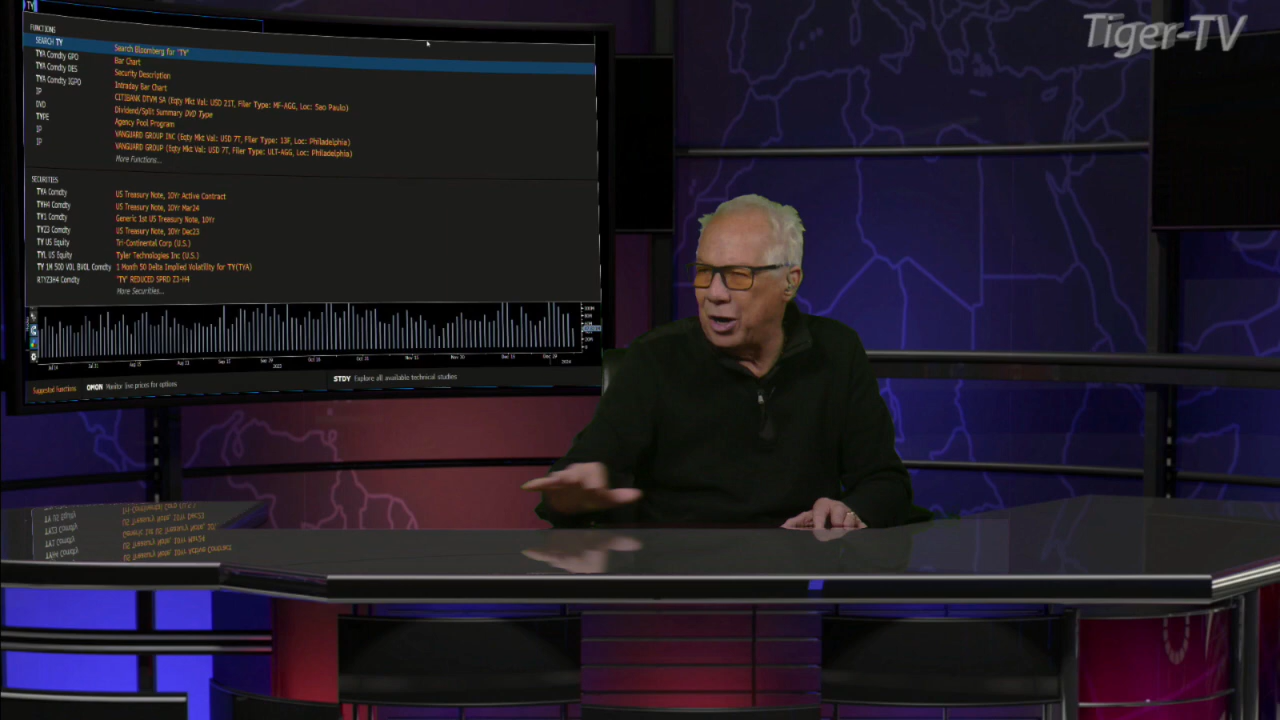 TY
Tiger-TV
FUNCTIONS
SEARCH TY Search Bloomberg for "TY"
TYA Comdty GPO Bar Chart
TYA Comdty DES Security Description
TYA Comdty IGPO Intraday Bar Chart
IP CITIBANK DTVM SA (Eqty Mkt Val: USD 21T, Filer Type: MF-AGG, Loc: Sao Paulo)
DVD Dividend/Split Summary DVD Type
TYPE Agency Pool Program
IP VANGUARD GROUP INC (Eqty Mkt Val: USD 7T, Filer Type: 13F, Loc: Philadelphia)
IP VANGUARD GROUP (Eqty Mkt Val: USD 7T, Filer Type: ULT-AGG, Loc: Philadelphia)
More Functions...
SECURITIES
TYA Comdty US Treasury Note, 10Yr Active Contract
TYH4 Comdty US Treasury Note, 10Yr Mar24
TY1 Comdty Generic 1st US Treasury Note, 10Yr
TYZ3 Comdty US Treasury Note, 10Yr Dec23
TY US Equity Tri-Continental Corp (U.S.)
TYL US Equity Tyler Technologies Inc (U.S.)
TY 1M 50D VOL BVOL Comdty 1 Month 50 Delta Implied Volatility for TY(TYA)
RTYZ3H4 Comdty 'TY' REDUCED SPRD Z3-H4
More Securities...
Suggested Functions OMON Monitor live prices for options STDY Explore all available technical studies